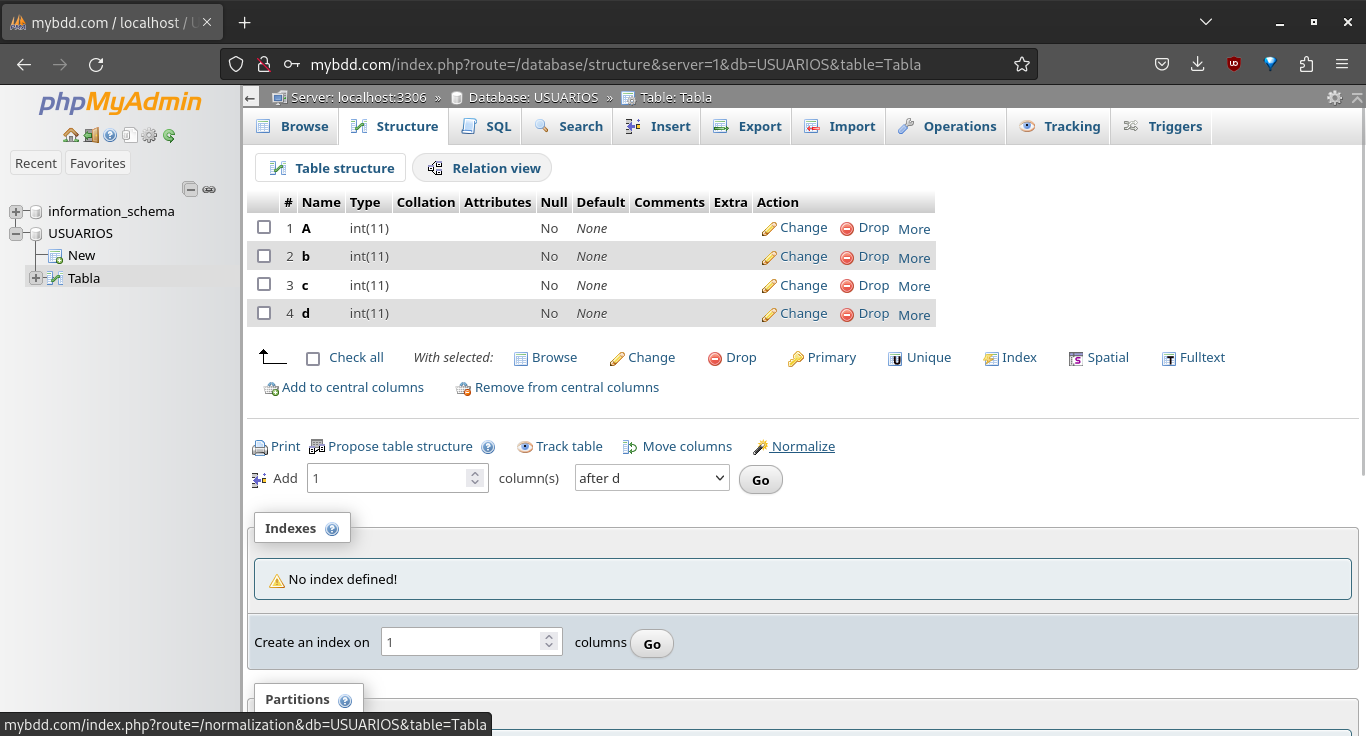 mybdd.com / localhost / U
mybdd.com/index.php?route=/database/structure&server=1&db=USUARIOS&table=Tabla
phpMyAdmin
Recent Favorites
information_schema
USUARIOS
New
Tabla
Server: localhost:3306 » Database: USUARIOS » Table: Tabla
Browse Structure SQL Search Insert Export Import Operations Tracking Triggers
Table structure Relation view
# Name Type Collation Attributes Null Default Comments Extra Action
1 A int(11) No None Change Drop More
2 b int(11) No None Change Drop More
3 c int(11) No None Change Drop More
4 d int(11) No None Change Drop More
Check all With selected: Browse Change Drop Primary Unique Index Spatial Fulltext
Add to central columns Remove from central columns
Print Propose table structure Track table Move columns Normalize
Add 1 column(s) after d Go
Indexes
No index defined!
Create an index on 1 columns Go
Partitions
mybdd.com/index.php?route=/normalization&db=USUARIOS&table=Tabla